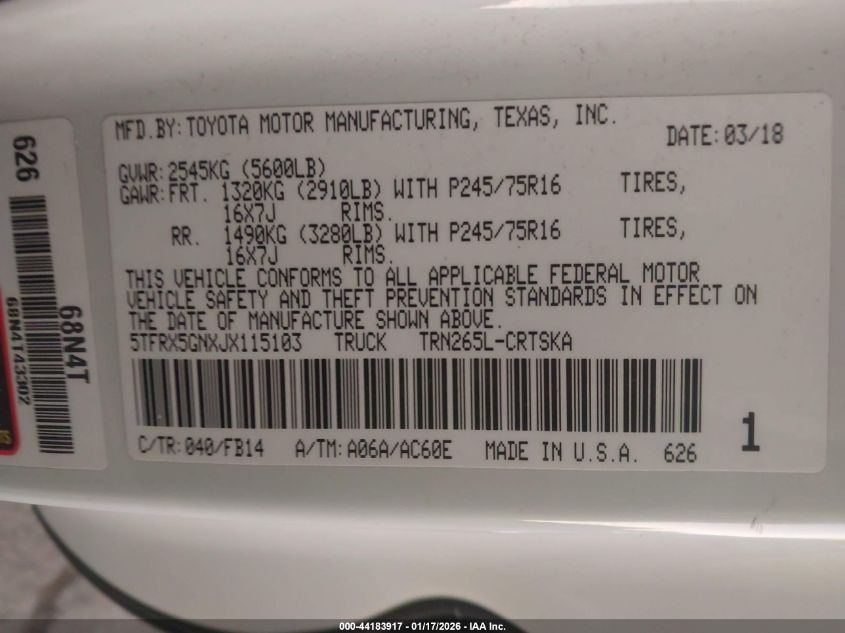 MFD.BY:TOYOTA MOTOR MANUFACTURING, TEXAS, INC.
DATE:03/18
GVWR:2545KG (5600LB)
GAWR:FRT. 1320KG (2910LB) WITH P245/75R16 TIRES,
16X7J RIMS.
RR. 1490KG (3280LB) WITH P245/75R16 TIRES,
16X7J RIMS.
THIS VEHICLE CONFORMS TO ALL APPLICABLE FEDERAL MOTOR
VEHICLE SAFETY AND THEFT PREVENTION STANDARDS IN EFFECT ON
THE DATE OF MANUFACTURE SHOWN ABOVE.
5TFRX5GNXJX115103 TRUCK TRN265L-CRTSKA
C/TR:040/FB14 A/TM:A06A/AC60E MADE IN U.S.A. 626
1
626
68N4T
68N4T43302
000-44183917 - 01/17/2026 - IAA Inc.